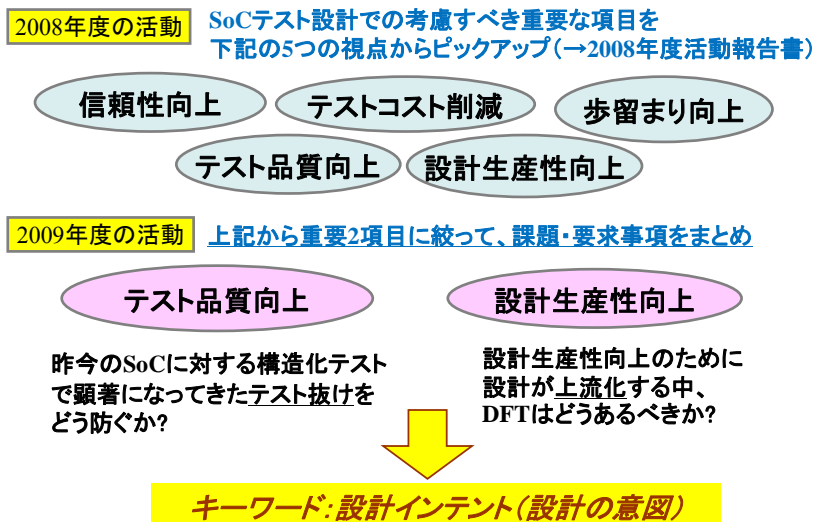 2008年度の活動
SoCテスト設計での考慮すべき重要な項目を
下記の5つの視点からピックアップ(→2008年度活動報告書)
信頼性向上
テストコスト削減
歩留まり向上
テスト品質向上
設計生産性向上
2009年度の活動
上記から重要2項目に絞って、課題・要求事項をまとめ
テスト品質向上
設計生産性向上
昨今のSoCに対する構造化テスト
で顕著になってきたテスト抜けを
どう防ぐか?
設計生産性向上のために
設計が上流化する中、
DFTはどうあるべきか?
キーワード:設計インテント(設計の意図)